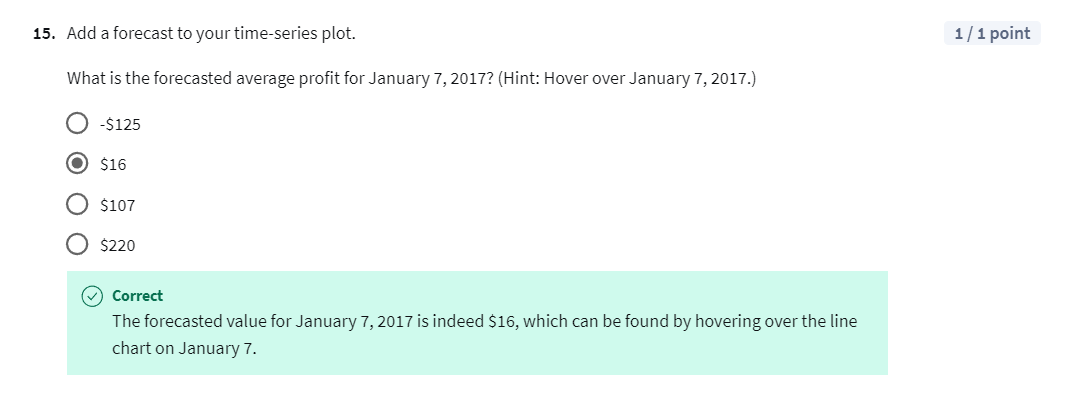 15. Add a forecast to your time-series plot.
1 / 1 point
What is the forecasted average profit for January 7, 2017? (Hint: Hover over January 7, 2017.)
-$125
$16
$107
$220
Correct
The forecasted value for January 7, 2017 is indeed $16, which can be found by hovering over the line
chart on January 7.